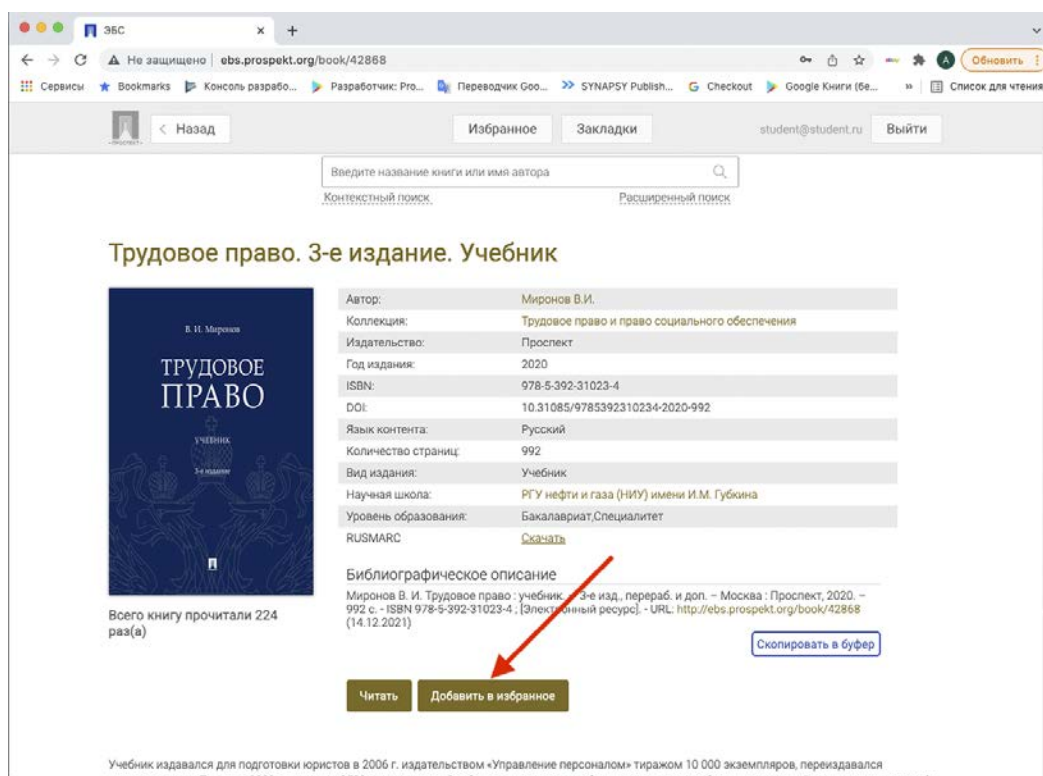 ЭБС
Не защищено ebs.prospekt.org/book/42868 Обновить
Сервисы Bookmarks Консоль разрабо... Разработчик: Pro... Переводчик Goo... SYNAPSY Publish... Checkout Google Книги (бе... Список для чтения
Назад Избранное Закладки student@student.ru Выйти
Введите название книги или имя автора
Контекстный поиск Расширенный поиск
Трудовое право. 3-е издание. Учебник
В. И. Миронов
ТРУДОВОЕ
ПРАВО
УЧЕБНИК
3-е издание
Автор: Миронов В.И.
Коллекция: Трудовое право и право социального обеспечения
Издательство: Проспект
Год издания: 2020
ISBN: 978-5-392-31023-4
DOI: 10.31085/9785392310234-2020-992
Язык контента: Русский
Количество страниц: 992
Вид издания: Учебник
Научная школа: РГУ нефти и газа (НИУ) имени И.М. Губкина
Уровень образования: Бакалавриат,Специалитет
RUSMARC Скачать
Всего книгу прочитали 224
раз(а)
Библиографическое описание
Миронов В. И. Трудовое право : учебник. – 3-е изд., перераб. и доп. – Москва : Проспект, 2020. –
992 с. - ISBN 978-5-392-31023-4 ; [Электронный ресурс]. - URL: http://ebs.prospekt.org/book/42868
(14.12.2021)
Скопировать в буфер
Читать Добавить в избранное
Учебник издавался для подготовки юристов в 2006 г. издательством «Управление персоналом» тиражом 10 000 экземпляров, переиздавался